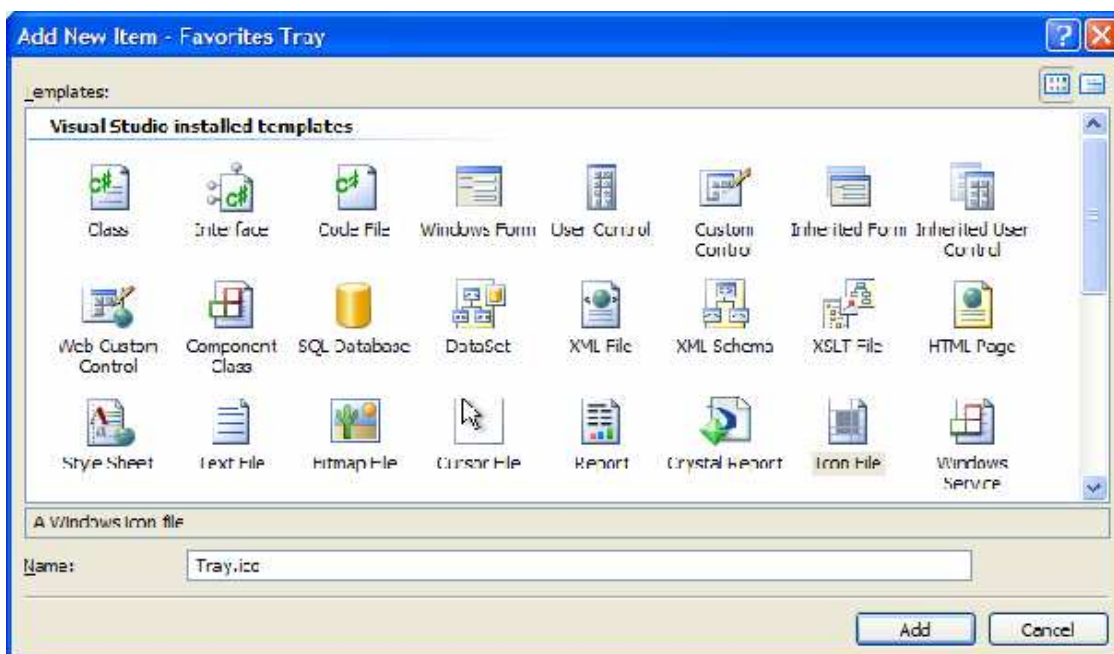 Add New Item - Favorites Tray
Templates:
Visual Studio installed templates
Class
Interface
Code File
Windows Form
User Control
Custom
Control
Inherited Form
Inherited User
Control
Web Custom
Control
Component
Class
SQL Database
DataSet
XML File
XML Schema
XSLT File
HTML Page
Style Sheet
Text File
Bitmap File
Cursor File
Report
Crystal Report
Icon File
Windows
Service
A Windows icon file
Name:
Tray.ico
Add
Cancel